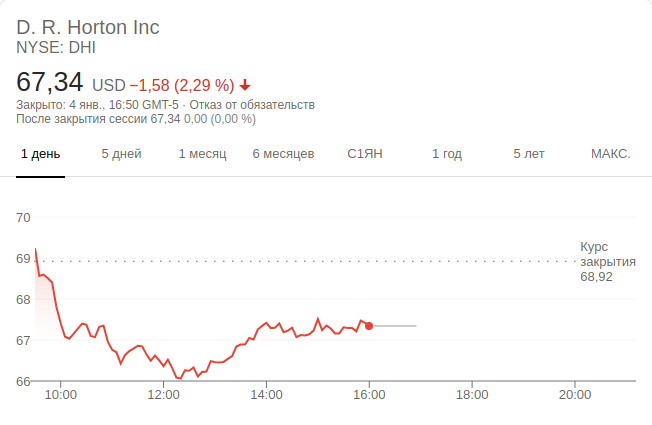 D. R. Horton Inc
NYSE: DHI
67,34 USD −1,58 (2,29 %)
Закрыто: 4 янв., 16:50 GMT-5 · Отказ от обязательств
После закрытия сессии 67,34 0,00 (0,00 %)
1 день 5 дней 1 месяц 6 месяцев С1ЯН 1 год 5 лет МАКС.
70
69
68
67
66
Курс
закрытия
68,92
10:00 12:00 14:00 16:00 18:00 20:00